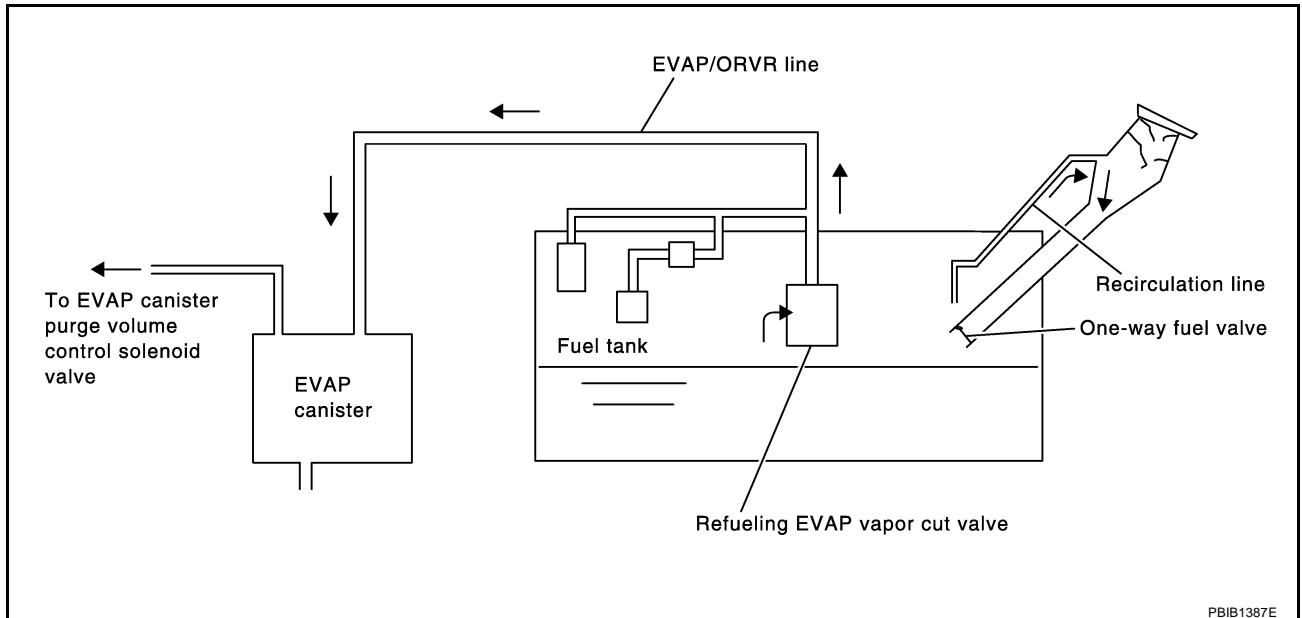 EVAP/ORVR line
Recirculation line
One-way fuel valve
To EVAP canister
purge volume
control solenoid
valve
Fuel tank
EVAP
canister
Refueling EVAP vapor cut valve
PBIB1387E